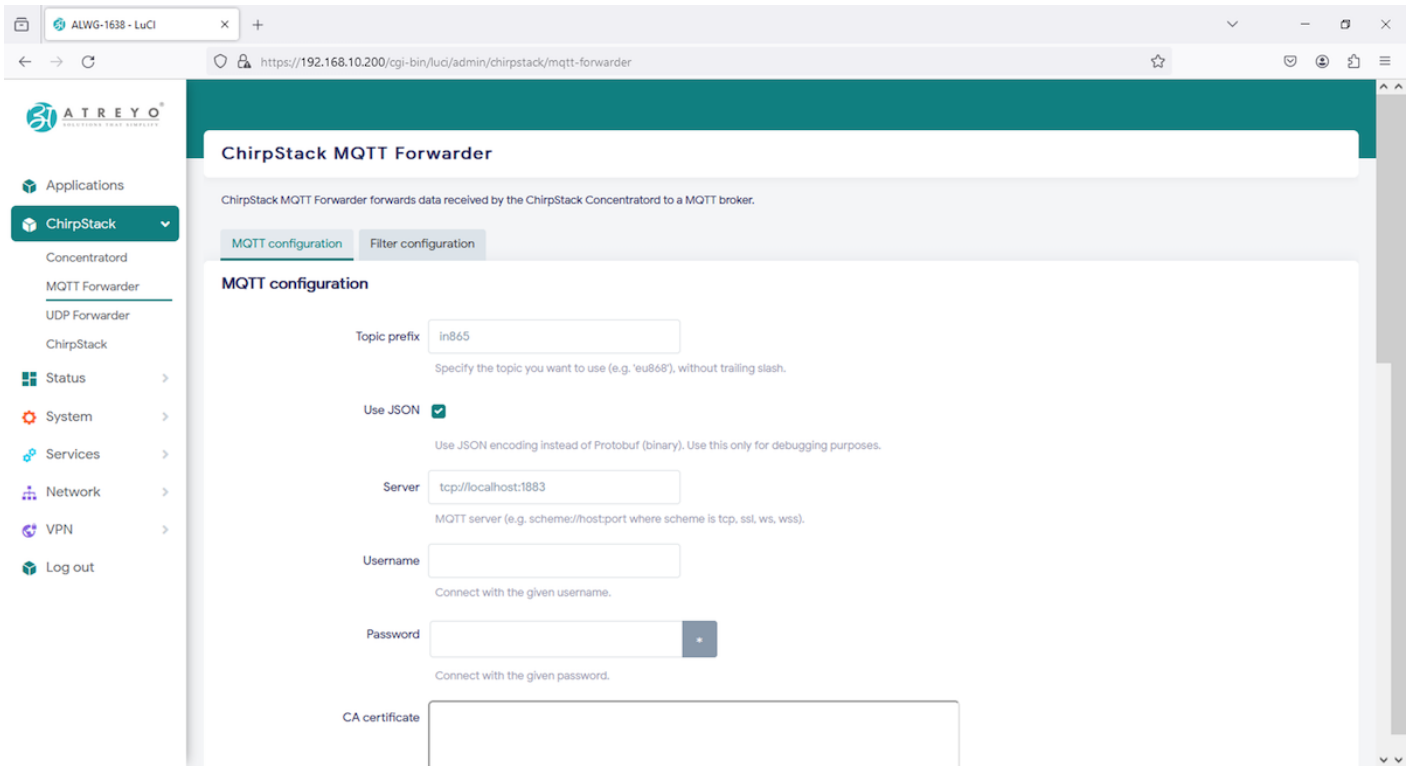 ALWG-1638 - LuCI
https://192.168.10.200/cgi-bin/luci/admin/chirpstack/mqtt-forwarder
ATREYO
SOLUTIONS THAT SIMPLIFY
Applications
ChirpStack
Concentratord
MQTT Forwarder
UDP Forwarder
ChirpStack
Status
System
Services
Network
VPN
Log out
ChirpStack MQTT Forwarder
ChirpStack MQTT Forwarder forwards data received by the ChirpStack Concentratord to a MQTT broker.
MQTT configuration
Filter configuration
MQTT configuration
Topic prefix
in865
Specify the topic you want to use (e.g. 'eu868'), without trailing slash.
Use JSON
Use JSON encoding instead of Protobuf (binary). Use this only for debugging purposes.
Server
tcp://localhost:1883
MQTT server (e.g. scheme://host:port where scheme is tcp, ssl, ws, wss).
Username
Connect with the given username.
Password
*
Connect with the given password.
CA certificate